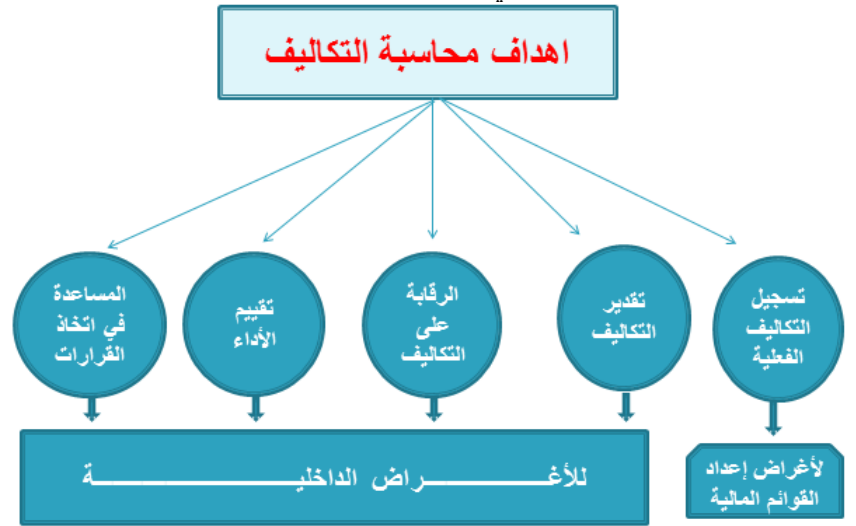 اهداف محاسبة التكاليف
تسجيل
التكاليف
الفعلية
تقدير
التكاليف
الرقابة
على
التكاليف
تقييم
الأداء
المساعدة
في اتخاذ
القرارات
لأغراض إعداد
القوائم المالية
للأغـــــــــراض الداخليــــــــــــــــــــة